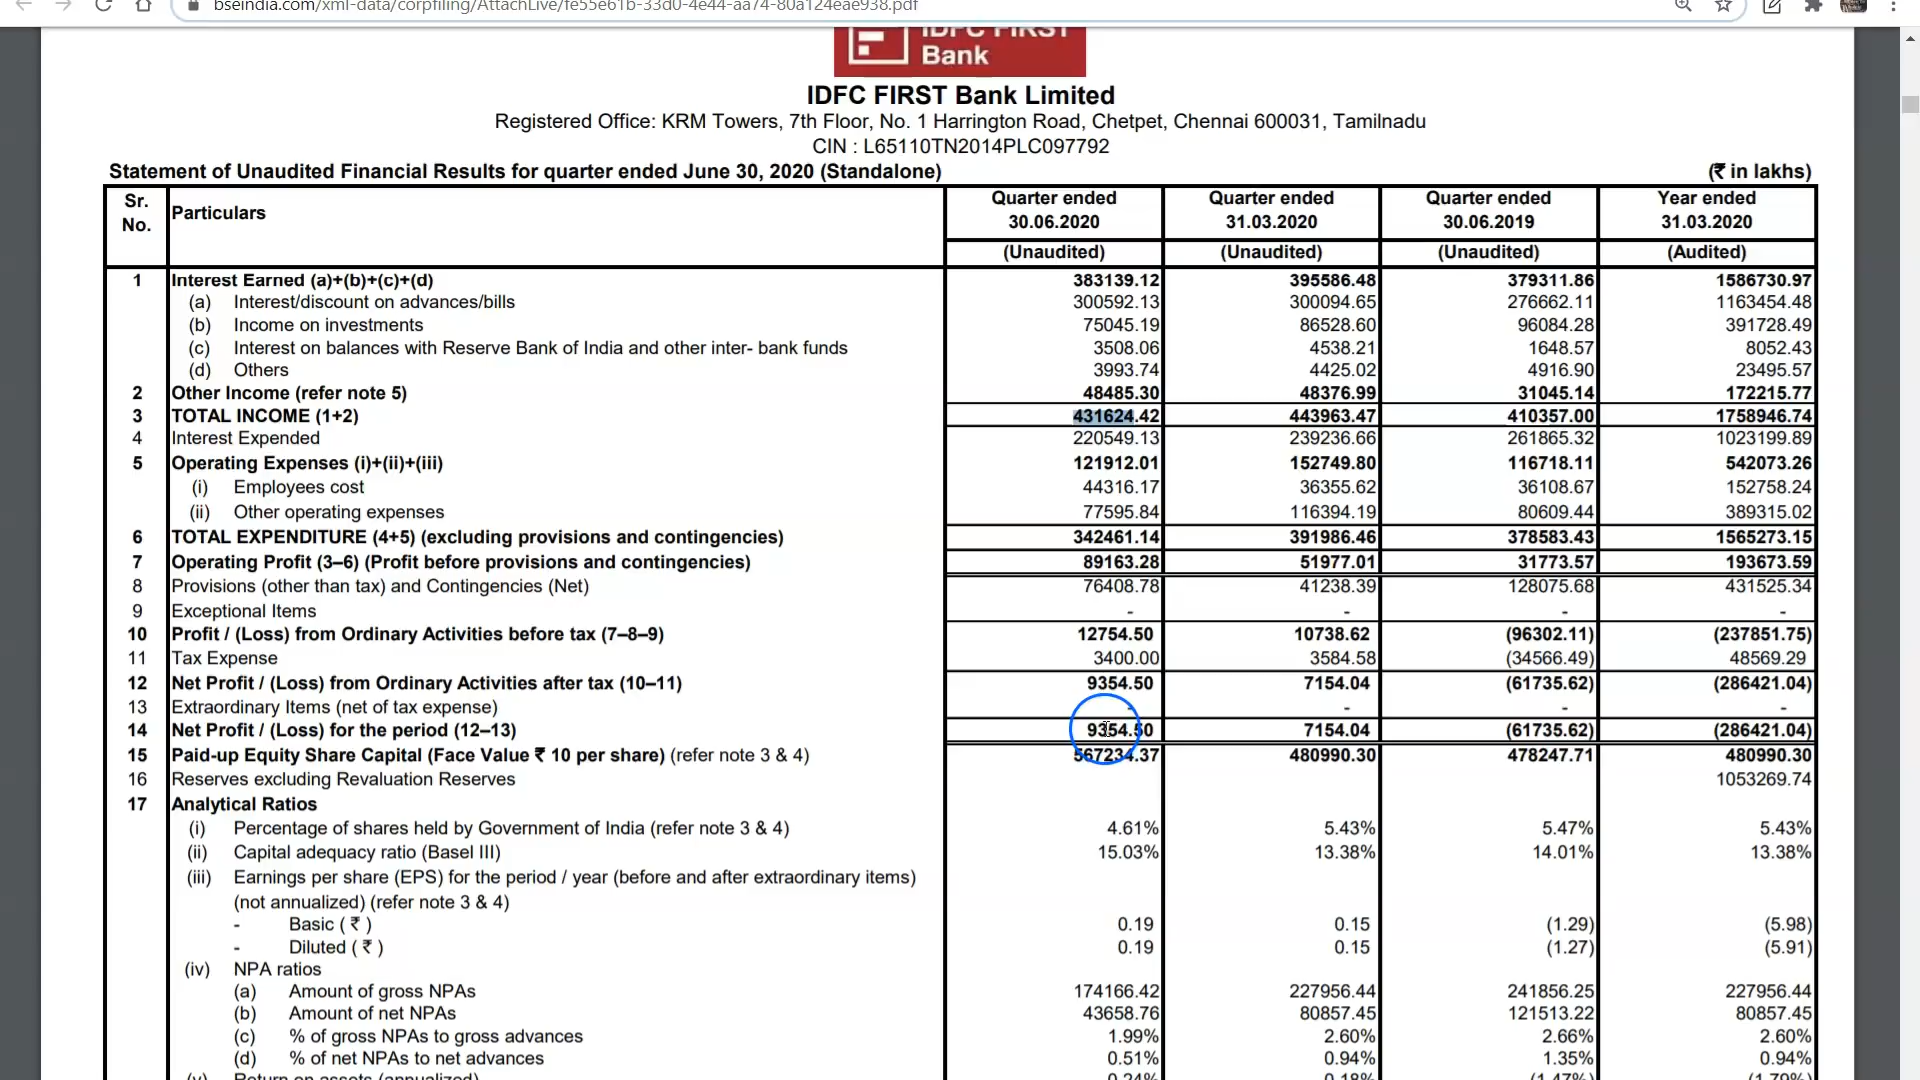 bseindia.com/xml-data/corpfiling/AttachLive/fe55e61b-33d0-4e44-aa74-80a124eae938.pdf
IDFC FIRST
Bank
IDFC FIRST Bank Limited
Registered Office: KRM Towers, 7th Floor, No. 1 Harrington Road, Chetpet, Chennai 600031, Tamilnadu
CIN : L65110TN2014PLC097792
Statement of Unaudited Financial Results for quarter ended June 30, 2020 (Standalone) (₹ in lakhs)
Sr. No. Particulars Quarter ended 30.06.2020 Quarter ended 31.03.2020 Quarter ended 30.06.2019 Year ended 31.03.2020
(Unaudited) (Unaudited) (Unaudited) (Audited)
1 Interest Earned (a)+(b)+(c)+(d) 383139.12 395586.48 379311.86 1586730.97
(a) Interest/discount on advances/bills 300592.13 300094.65 276662.11 1163454.48
(b) Income on investments 75045.19 86528.60 96084.28 391728.49
(c) Interest on balances with Reserve Bank of India and other inter- bank funds 3508.06 4538.21 1648.57 8052.43
(d) Others 3993.74 4425.02 4916.90 23495.57
2 Other Income (refer note 5) 48485.30 48376.99 31045.14 172215.77
3 TOTAL INCOME (1+2) 431624.42 443963.47 410357.00 1758946.74
4 Interest Expended 220549.13 239236.66 261865.32 1023199.89
5 Operating Expenses (i)+(ii)+(iii) 121912.01 152749.80 116718.11 542073.26
(i) Employees cost 44316.17 36355.62 36108.67 152758.24
(ii) Other operating expenses 77595.84 116394.19 80609.44 389315.02
6 TOTAL EXPENDITURE (4+5) (excluding provisions and contingencies) 342461.14 391986.46 378583.43 1565273.15
7 Operating Profit (3–6) (Profit before provisions and contingencies) 89163.28 51977.01 31773.57 193673.59
8 Provisions (other than tax) and Contingencies (Net) 76408.78 41238.39 128075.68 431525.34
9 Exceptional Items - - - -
10 Profit / (Loss) from Ordinary Activities before tax (7–8–9) 12754.50 10738.62 (96302.11) (237851.75)
11 Tax Expense 3400.00 3584.58 (34566.49) 48569.29
12 Net Profit / (Loss) from Ordinary Activities after tax (10–11) 9354.50 7154.04 (61735.62) (286421.04)
13 Extraordinary Items (net of tax expense) - - - -
14 Net Profit / (Loss) for the period (12–13) 9354.50 7154.04 (61735.62) (286421.04)
15 Paid-up Equity Share Capital (Face Value ₹ 10 per share) (refer note 3 & 4) 567234.37 480990.30 478247.71 480990.30
16 Reserves excluding Revaluation Reserves 1053269.74
17 Analytical Ratios
(i) Percentage of shares held by Government of India (refer note 3 & 4) 4.61% 5.43% 5.47% 5.43%
(ii) Capital adequacy ratio (Basel III) 15.03% 13.38% 14.01% 13.38%
(iii) Earnings per share (EPS) for the period / year (before and after extraordinary items)
(not annualized) (refer note 3 & 4)
- Basic ( ₹ ) 0.19 0.15 (1.29) (5.98)
- Diluted ( ₹ ) 0.19 0.15 (1.27) (5.91)
(iv) NPA ratios
(a) Amount of gross NPAs 174166.42 227956.44 241856.25 227956.44
(b) Amount of net NPAs 43658.76 80857.45 121513.22 80857.45
(c) % of gross NPAs to gross advances 1.99% 2.60% 2.66% 2.60%
(d) % of net NPAs to net advances 0.51% 0.94% 1.35% 0.94%
(v) Return on assets (annualized) 0.24% 0.18% (1.47%) (1.79%)